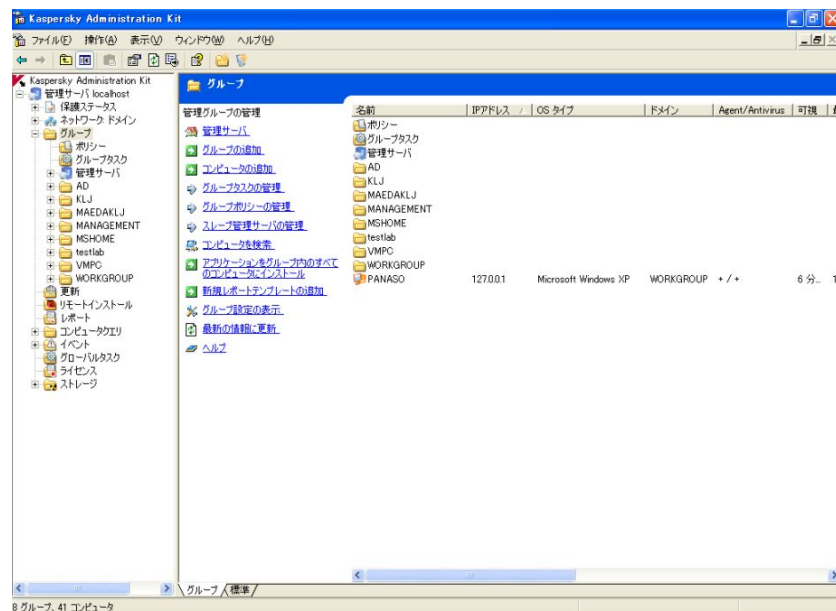 Kaspersky Administration Kit
ファイル(F) 操作(A) 表示(V) ウィンドウ(W) ヘルプ(H)
Kaspersky Administration Kit
管理サーバ localhost
保護ステータス
ネットワーク ドメイン
グループ
ポリシー
グループタスク
管理サーバ
AD
KLJ
MAEDAKLJ
MANAGEMENT
MSHOME
testlab
VMPC
WORKGROUP
更新
リモートインストール
レポート
コンピュータクエリ
イベント
グローバルタスク
ライセンス
ストレージ
グループ
管理グループの管理
管理サーバ
グループの追加
コンピュータの追加
グループタスクの管理
グループポリシーの管理
スレーブ管理サーバの管理
コンピュータを検索
アプリケーションをグループ内のすべて
のコンピュータにインストール
新規レポートテンプレートの追加
グループ設定の表示
最新の情報に更新
ヘルプ
名前 IPアドレス / OS タイプ ドメイン Agent/Antivirus 可視
ポリシー
グループタスク
管理サーバ
AD
KLJ
MAEDAKLJ
MANAGEMENT
MSHOME
testlab
VMPC
WORKGROUP
PANASO 127.0.0.1 Microsoft Windows XP WORKGROUP + / + 6 分... 1
グループ 標準
8 グループ, 41 コンピュータ